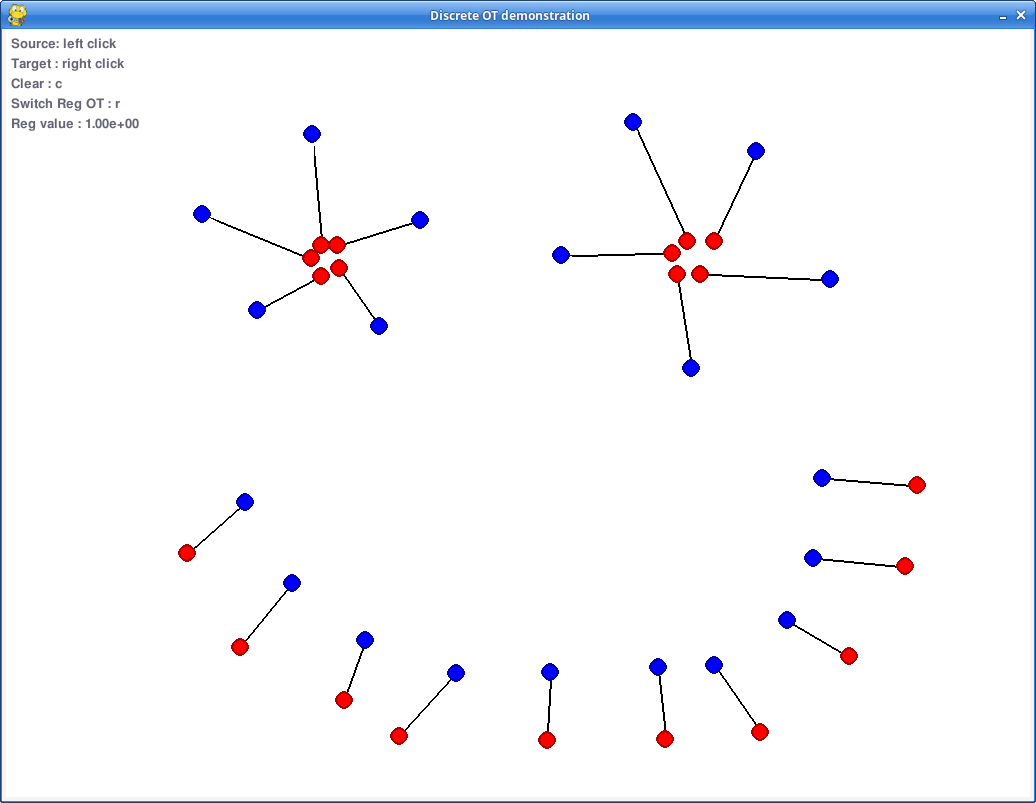 Discrete OT demonstration
Source: left click
Target : right click
Clear : c
Switch Reg OT : r
Reg value : 1.00e+00